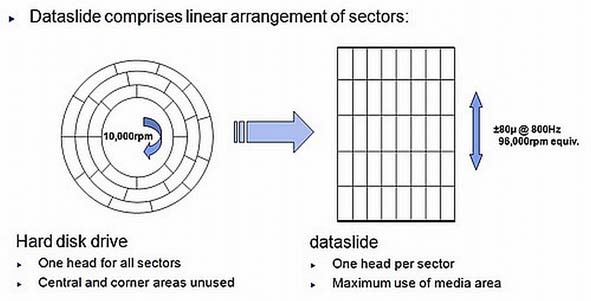 Dataslide comprises linear arrangement of sectors:
10,000rpm
±80µ @ 800Hz
96,000rpm equiv.
Hard disk drive
One head for all sectors
Central and corner areas unused
dataslide
One head per sector
Maximum use of media area